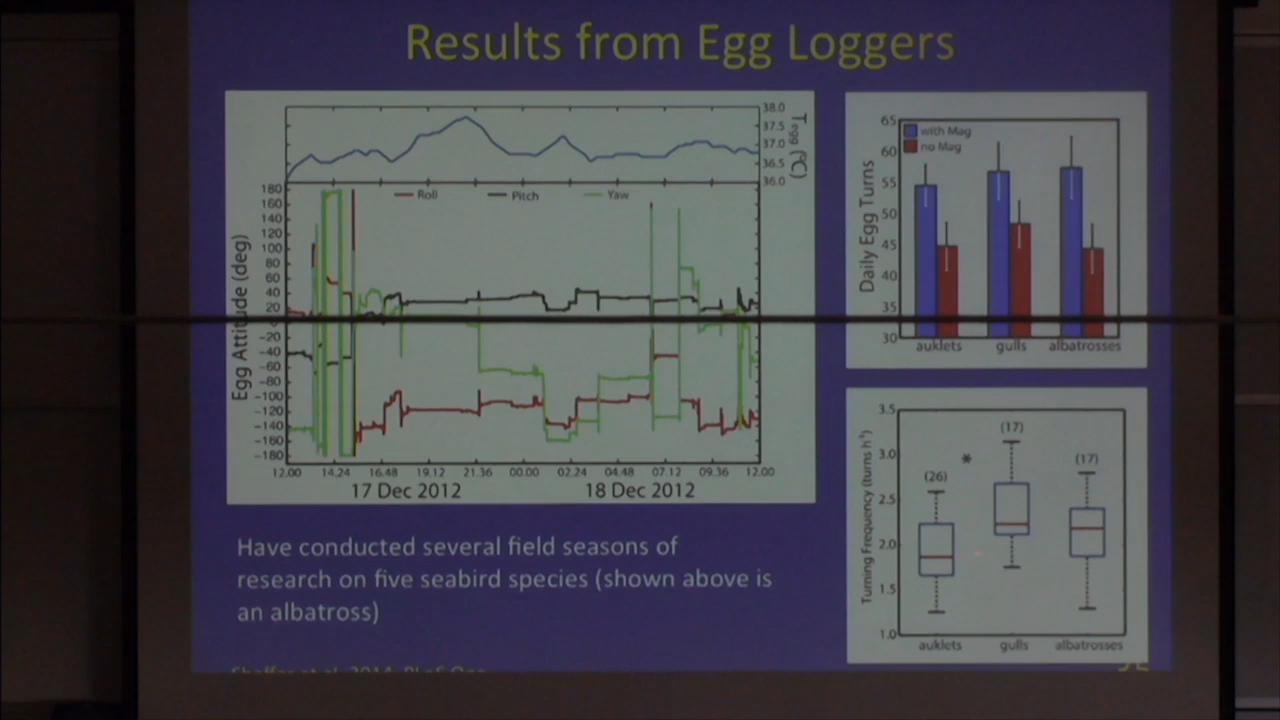 Results from Egg Loggers
38.0
37.5
37.0
36.5
36.0
T egg (°C)
Roll Pitch Yaw
180
160
140
120
100
80
60
40
20
-20
-40
-60
-80
-100
-120
-140
-160
-180
Egg Attitude (deg)
12.00 14.24 16.48 19.12 21.36 00.00 02.24 04.48 07.12 09.36 12.00
17 Dec 2012 18 Dec 2012
with Mag
no Mag
65
60
55
50
45
40
35
30
Daily Egg Turns
auklets gulls albatrosses
3.5
3.0
2.5
2.0
1.5
1.0
Turning Frequency (turns h⁻¹)
(26) * (17) (17)
auklets gulls albatrosses
Have conducted several field seasons of
research on five seabird species (shown above is
an albatross)